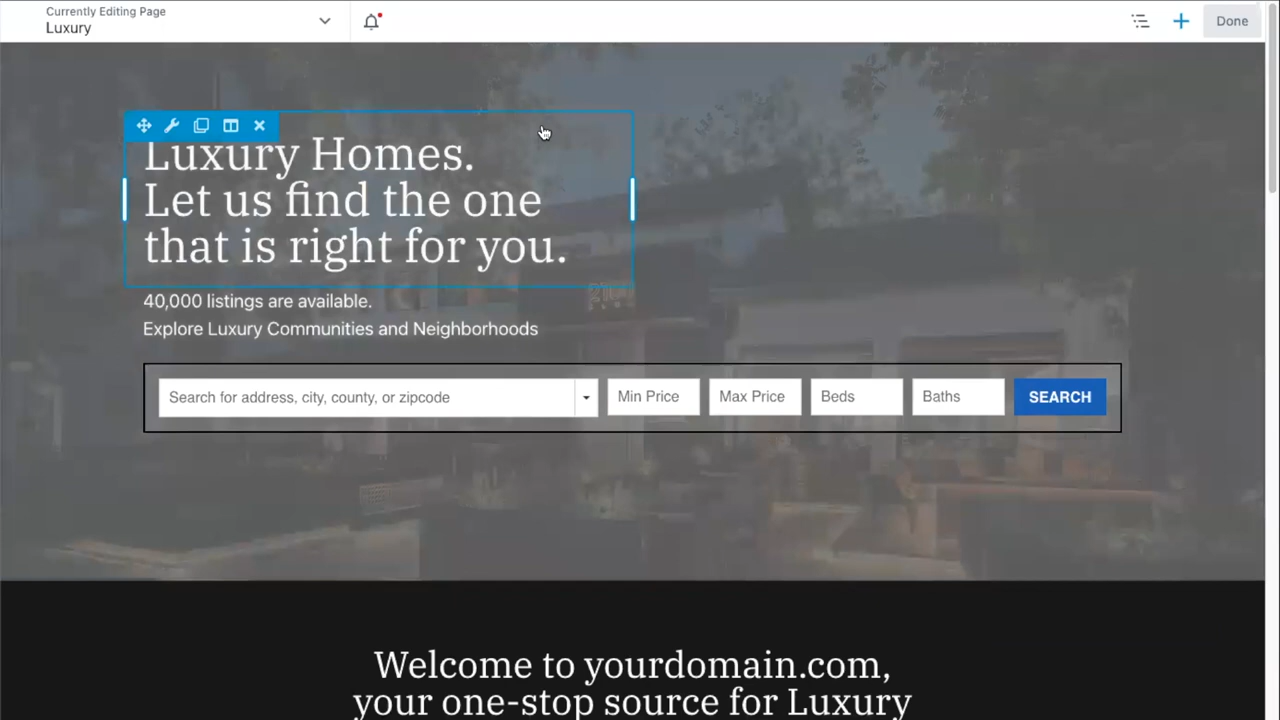 Currently Editing Page
Luxury
Done
Luxury Homes.
Let us find the one
that is right for you.
40,000 listings are available.
Explore Luxury Communities and Neighborhoods
Search for address, city, county, or zipcode
Min Price
Max Price
Beds
Baths
SEARCH
Welcome to yourdomain.com,
your one-stop source for Luxury